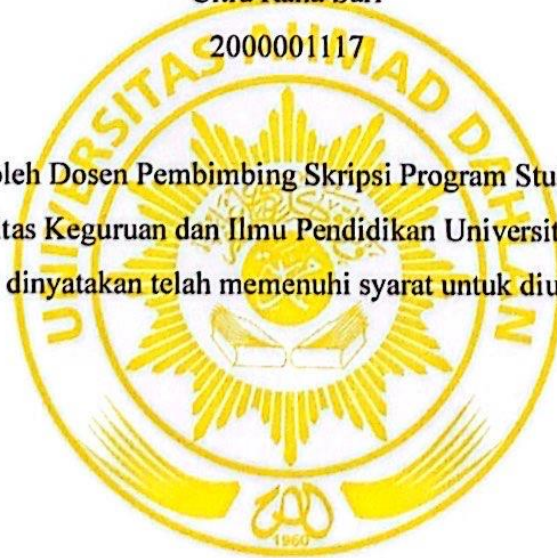 2000001117
oleh Dosen Pembimbing Skripsi Program Stu
tas Keguruan dan Ilmu Pendidikan Universit
dinyatakan telah memenuhi syarat untuk diu
UNIVERSITAS AHMAD DAHLAN
1960